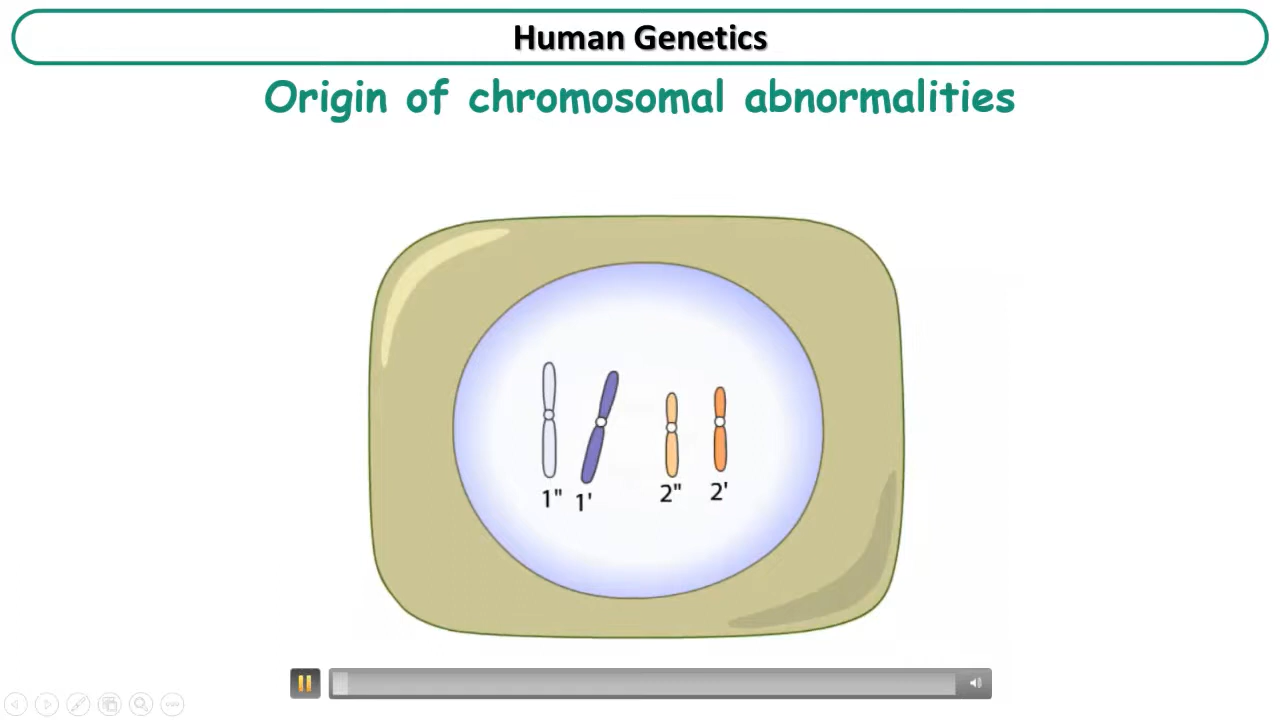 Human Genetics
Origin of chromosomal abnormalities
1" 1' 2" 2'